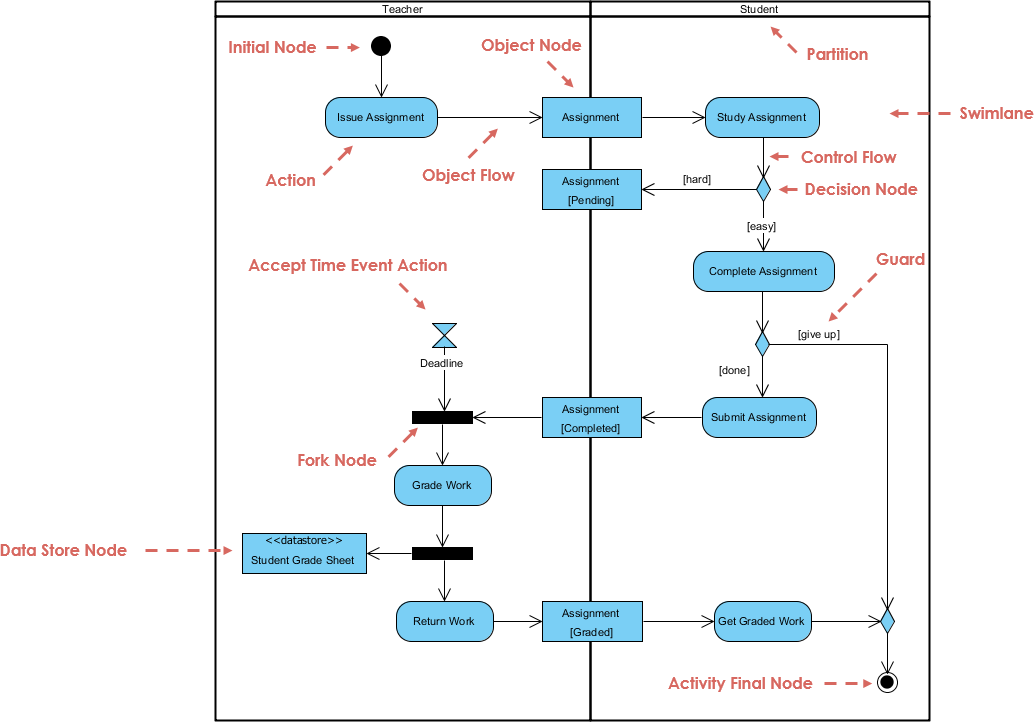 Teacher
Student
Initial Node
Object Node
Partition
Issue Assignment
Assignment
Study Assignment
Swimlane
Action
Object Flow
Control Flow
Assignment
[Pending]
[hard]
Decision Node
[easy]
Accept Time Event Action
Complete Assignment
Guard
[give up]
Deadline
[done]
Assignment
[Completed]
Submit Assignment
Fork Node
Grade Work
Data Store Node
<<datastore>>
Student Grade Sheet
Return Work
Assignment
[Graded]
Get Graded Work
Activity Final Node